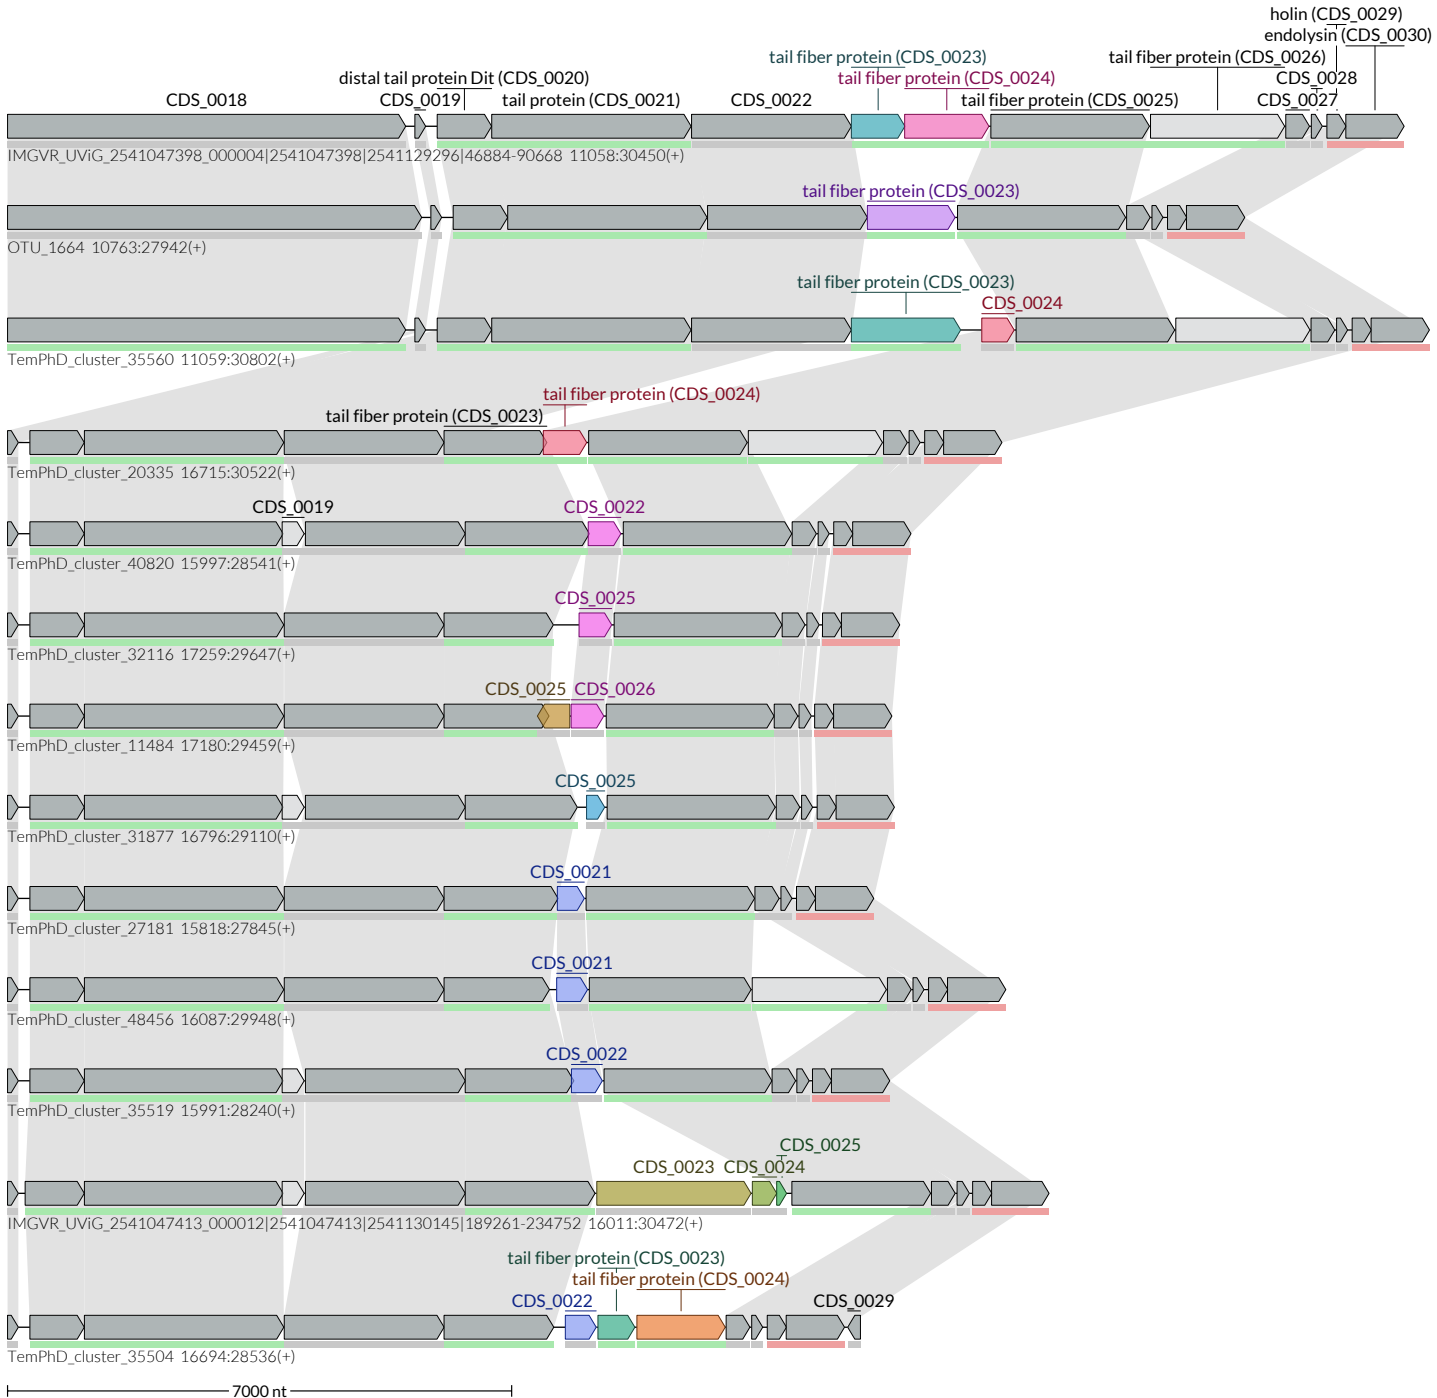 holin (CDS_0029)
endolysin (CDS_0030)
tail fiber protein (CDS_0023)
tail fiber protein (CDS_0026)
distal tail protein Dit (CDS_0020)
tail fiber protein (CDS_0024)
CDS_0028
CDS_0018
CDS_0019
tail protein (CDS_0021)
CDS_0022
tail fiber protein (CDS_0025)
CDS_0027
IMGVR_UViG_2541047398_000004|2541047398|2541129296|46884-90668 11058:30450(+)
tail fiber protein (CDS_0023)
OTU_1664 10763:27942(+)
tail fiber protein (CDS_0023)
CDS_0024
TemPhD_cluster_35560 11059:30802(+)
tail fiber protein (CDS_0024)
tail fiber protein (CDS_0023)
TemPhD_cluster_20335 16715:30522(+)
CDS_0019
CDS_0022
TemPhD_cluster_40820 15997:28541(+)
CDS_0025
TemPhD_cluster_32116 17259:29647(+)
CDS_0025 CDS_0026
TemPhD_cluster_11484 17180:29459(+)
CDS_0025
TemPhD_cluster_31877 16796:29110(+)
CDS_0021
TemPhD_cluster_27181 15818:27845(+)
CDS_0021
TemPhD_cluster_48456 16087:29948(+)
CDS_0022
TemPhD_cluster_35519 15991:28240(+)
CDS_0025
CDS_0023 CDS_0024
IMGVR_UViG_2541047413_000012|2541047413|2541130145|189261-234752 16011:30472(+)
tail fiber protein (CDS_0023)
tail fiber protein (CDS_0024)
CDS_0022
CDS_0029
TemPhD_cluster_35504 16694:28536(+)
7000 nt